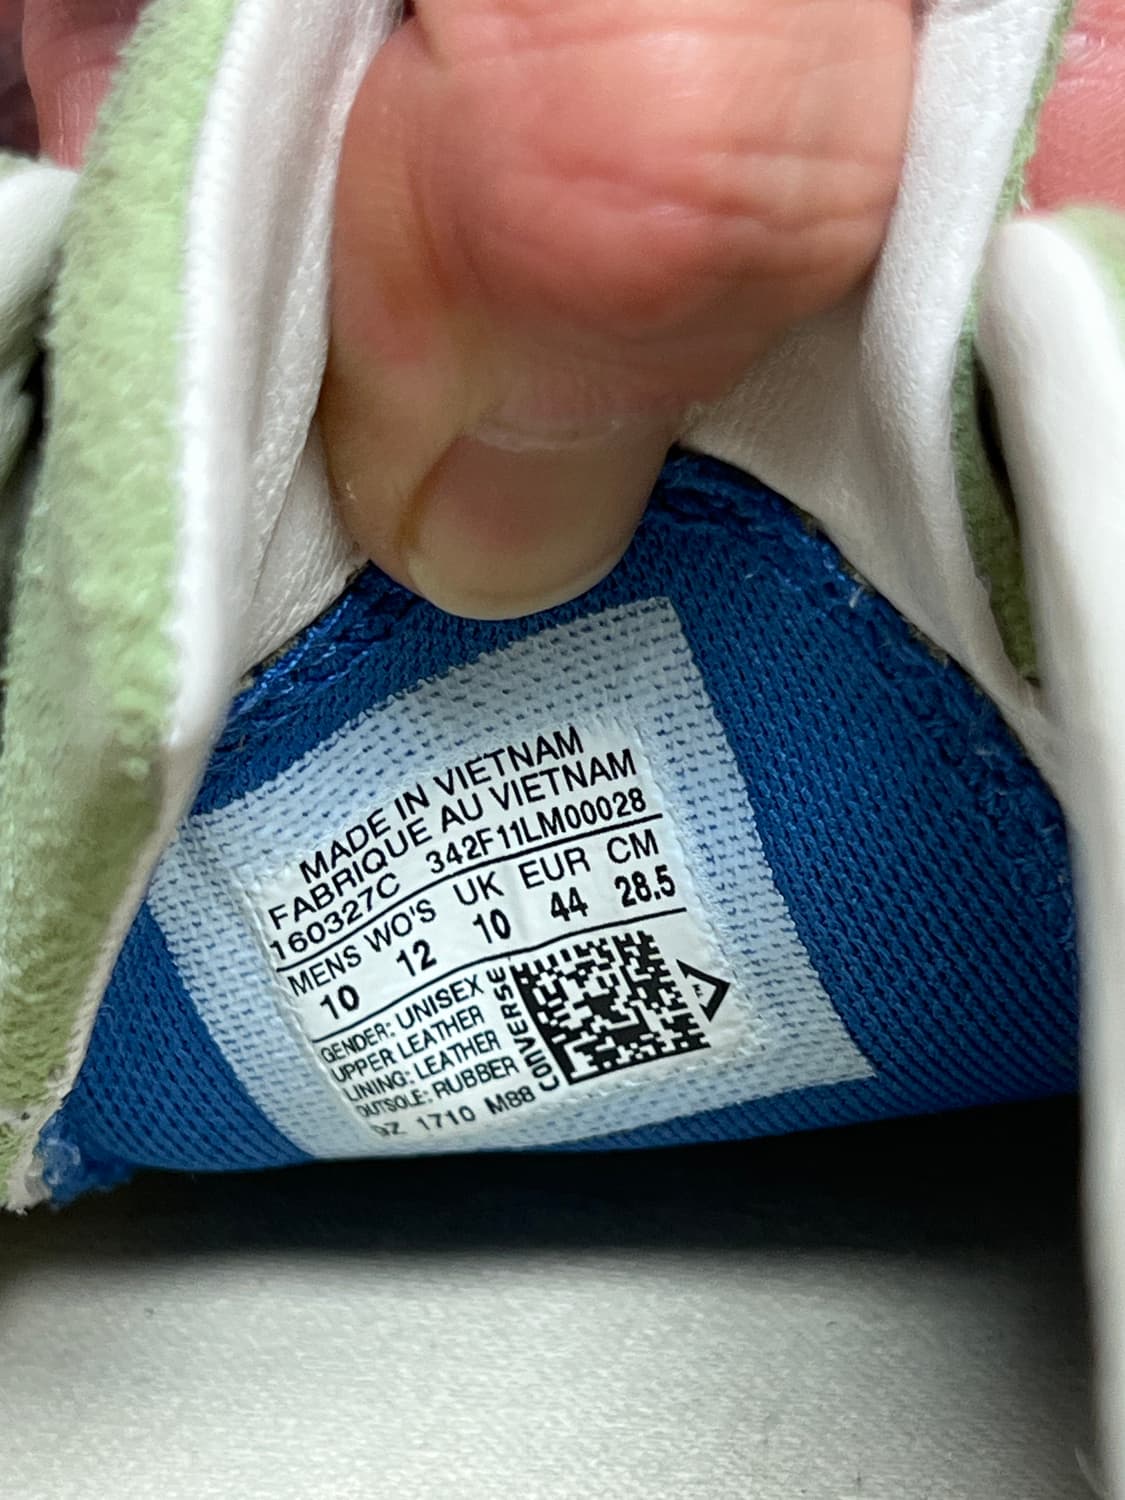 MADE IN VIETNAM
FABRIQUE AU VIETNAM
160327C 342F11LM00028
MENS WO'S UK EUR CM
10 12 10 44 28.5
GENDER: UNISEX
UPPER LEATHER
LINING: LEATHER
OUTSOLE: RUBBER
1710 M88
CONVERSE